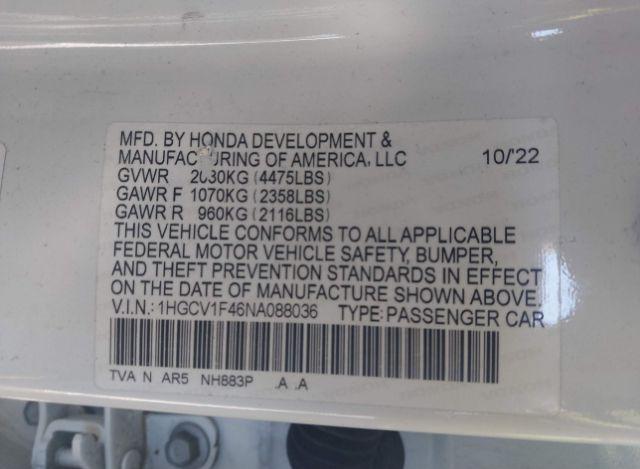 MFD. BY HONDA DEVELOPMENT &
MANUFACTURING OF AMERICA, LLC 10/'22
GVWR 2030KG (4475LBS)
GAWR F 1070KG (2358LBS)
GAWR R 960KG (2116LBS)
THIS VEHICLE CONFORMS TO ALL APPLICABLE
FEDERAL MOTOR VEHICLE SAFETY, BUMPER,
AND THEFT PREVENTION STANDARDS IN EFFECT
ON THE DATE OF MANUFACTURE SHOWN ABOVE.
V.I.N.: 1HGCV1F46NA088036 TYPE: PASSENGER CAR
TVA N AR5 NH883P .A .A